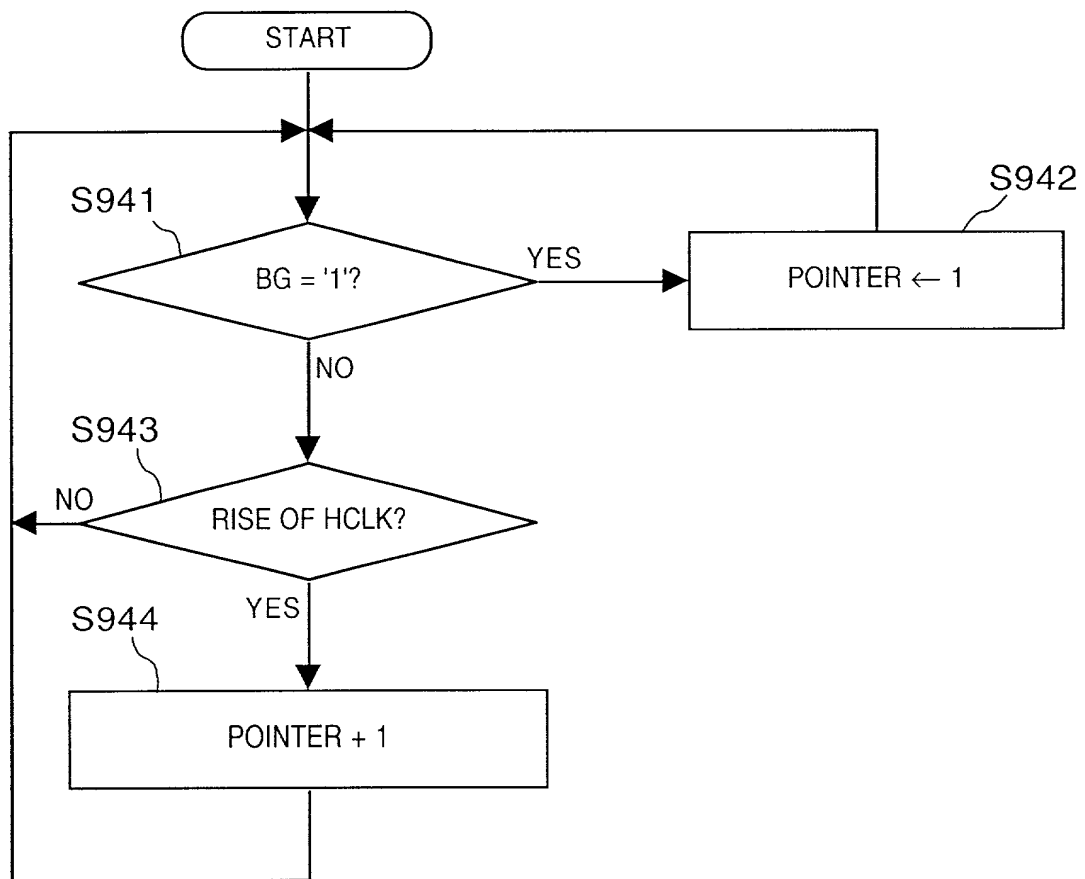 START
S941
S942
BG = '1'?
YES
POINTER ← 1
NO
S943
NO
RISE OF HCLK?
YES
S944
POINTER + 1